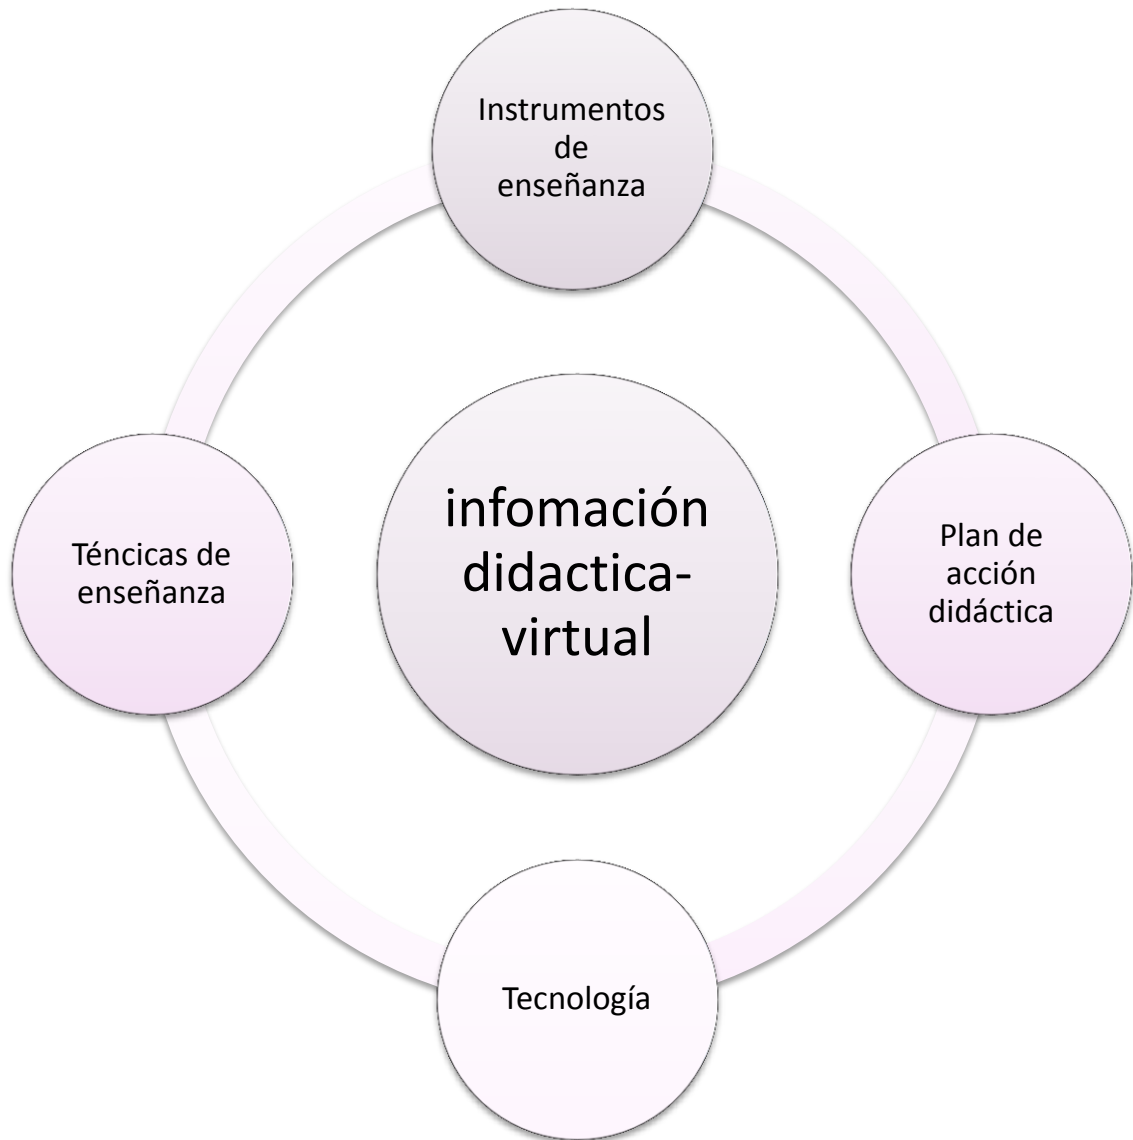 Instrumentos
de
enseñanza
infomación
didactica-
virtual
Téncicas de
enseñanza
Plan de
acción
didáctica
Tecnología